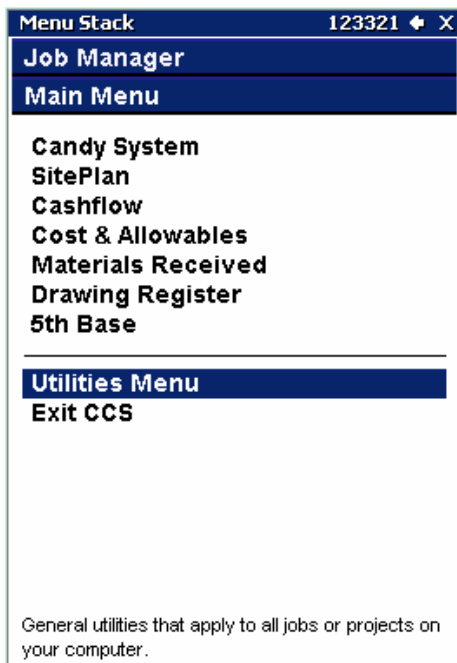 Menu Stack 123321 🡄 X
Job Manager
Main Menu
Candy System
SitePlan
Cashflow
Cost & Allowables
Materials Received
Drawing Register
5th Base
Utilities Menu
Exit CCS
General utilities that apply to all jobs or projects on
your computer.